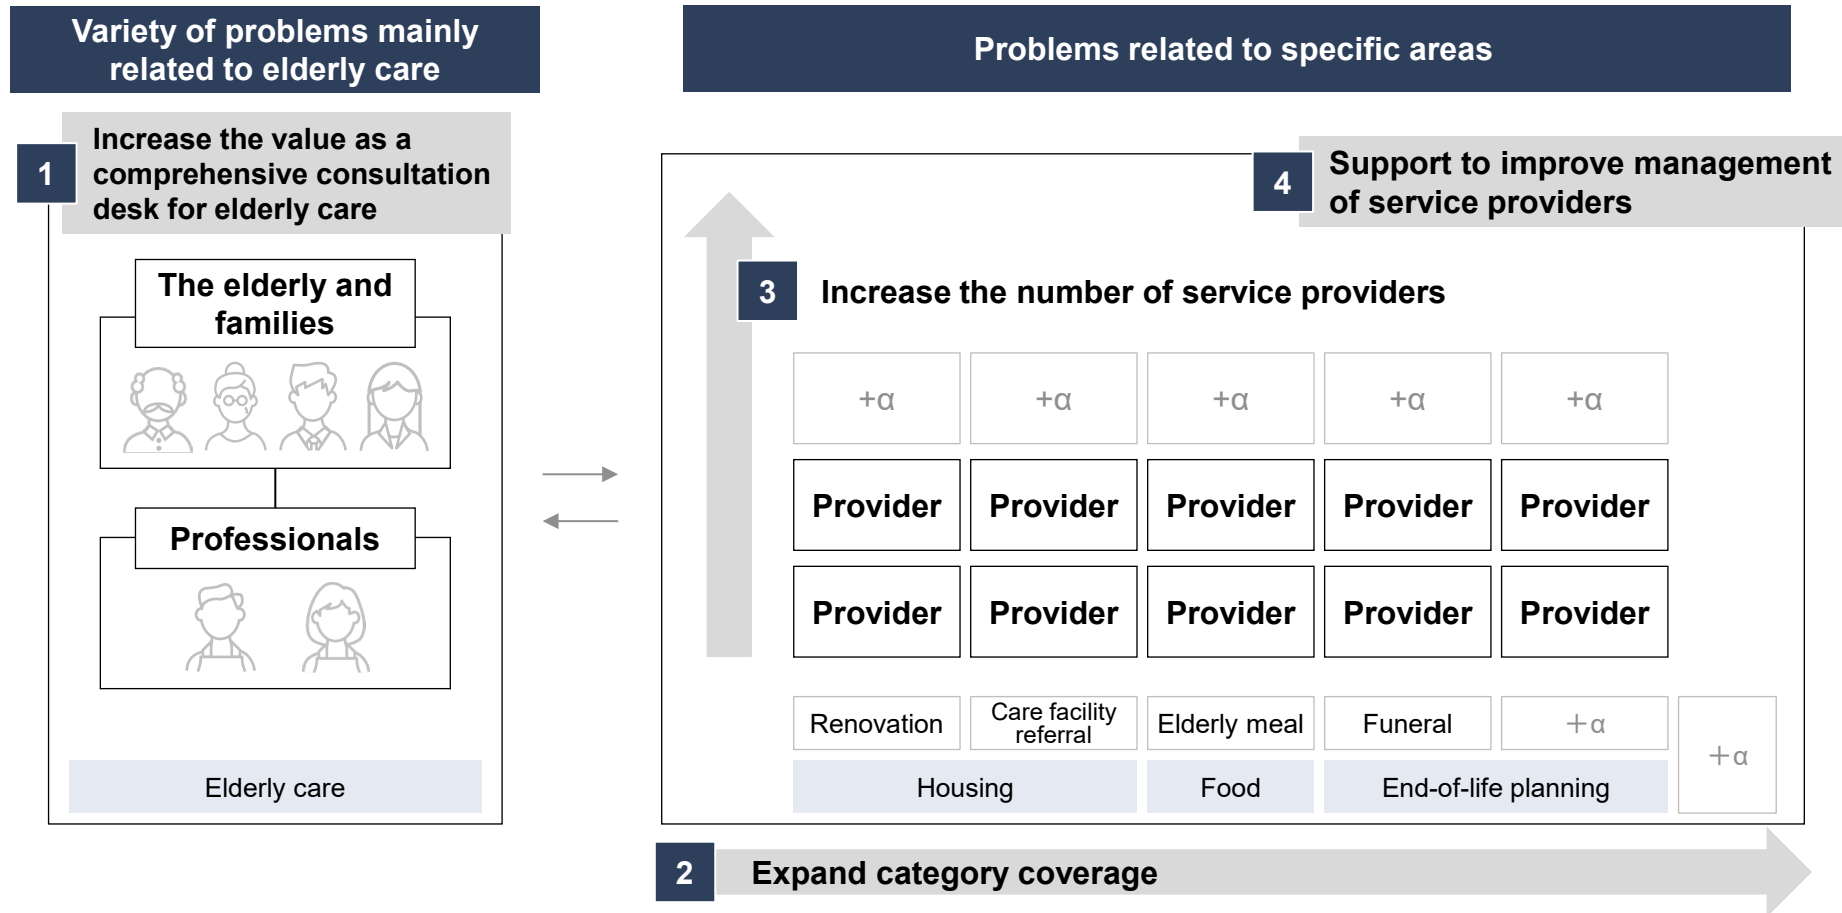 Variety of problems mainly
related to elderly care
Problems related to specific areas
1
Increase the value as a
comprehensive consultation
desk for elderly care
The elderly and
families
Professionals
Elderly care
4
Support to improve management
of service providers
3
Increase the number of service providers
+α +α +α +α +α
Provider Provider Provider Provider Provider
Provider Provider Provider Provider Provider
Renovation
Care facility
referral
Elderly meal
Funeral
+α
+α
Housing
Food
End-of-life planning
2
Expand category coverage